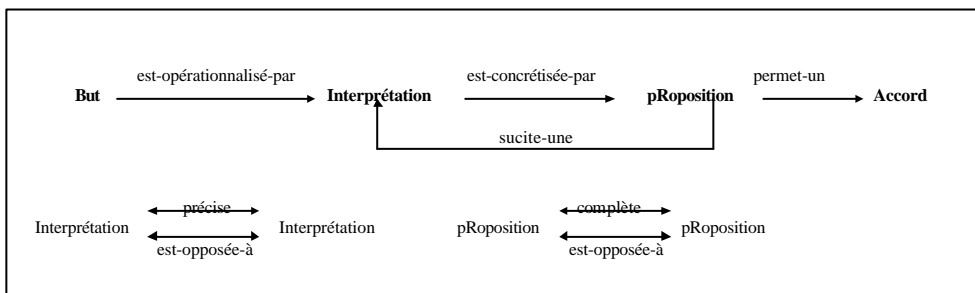 est-opérationnalisé-par est-concrétisée-par permet-un
But Interprétation pRoposition Accord
sucite-une
précise complète
Interprétation Interprétation pRoposition pRoposition
est-opposée-à est-opposée-à